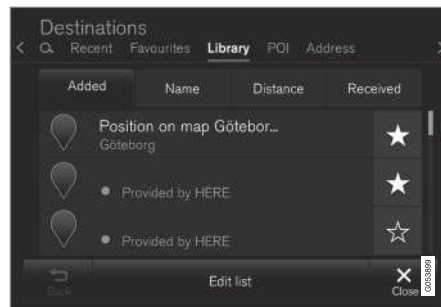 Destinations
Recent Favourites Library POI Address
Added Name Distance Received
Position on map Götebor...
Göteborg
Provided by HERE
Provided by HERE
Back Edit list Close
G053899